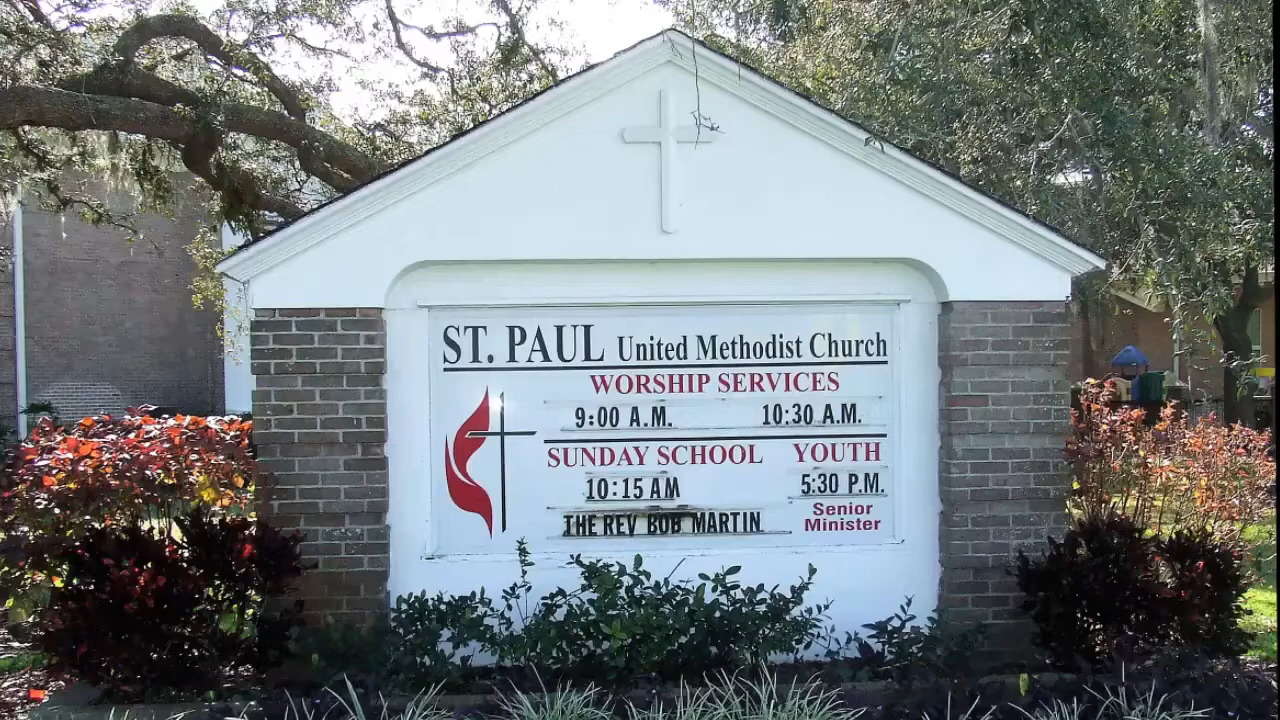 ST. PAUL United Methodist Church
WORSHIP SERVICES
9:00 A.M. 10:30 A.M.
SUNDAY SCHOOL YOUTH
10:15 AM 5:30 P.M.
THE REV BOB MARTIN Senior Minister